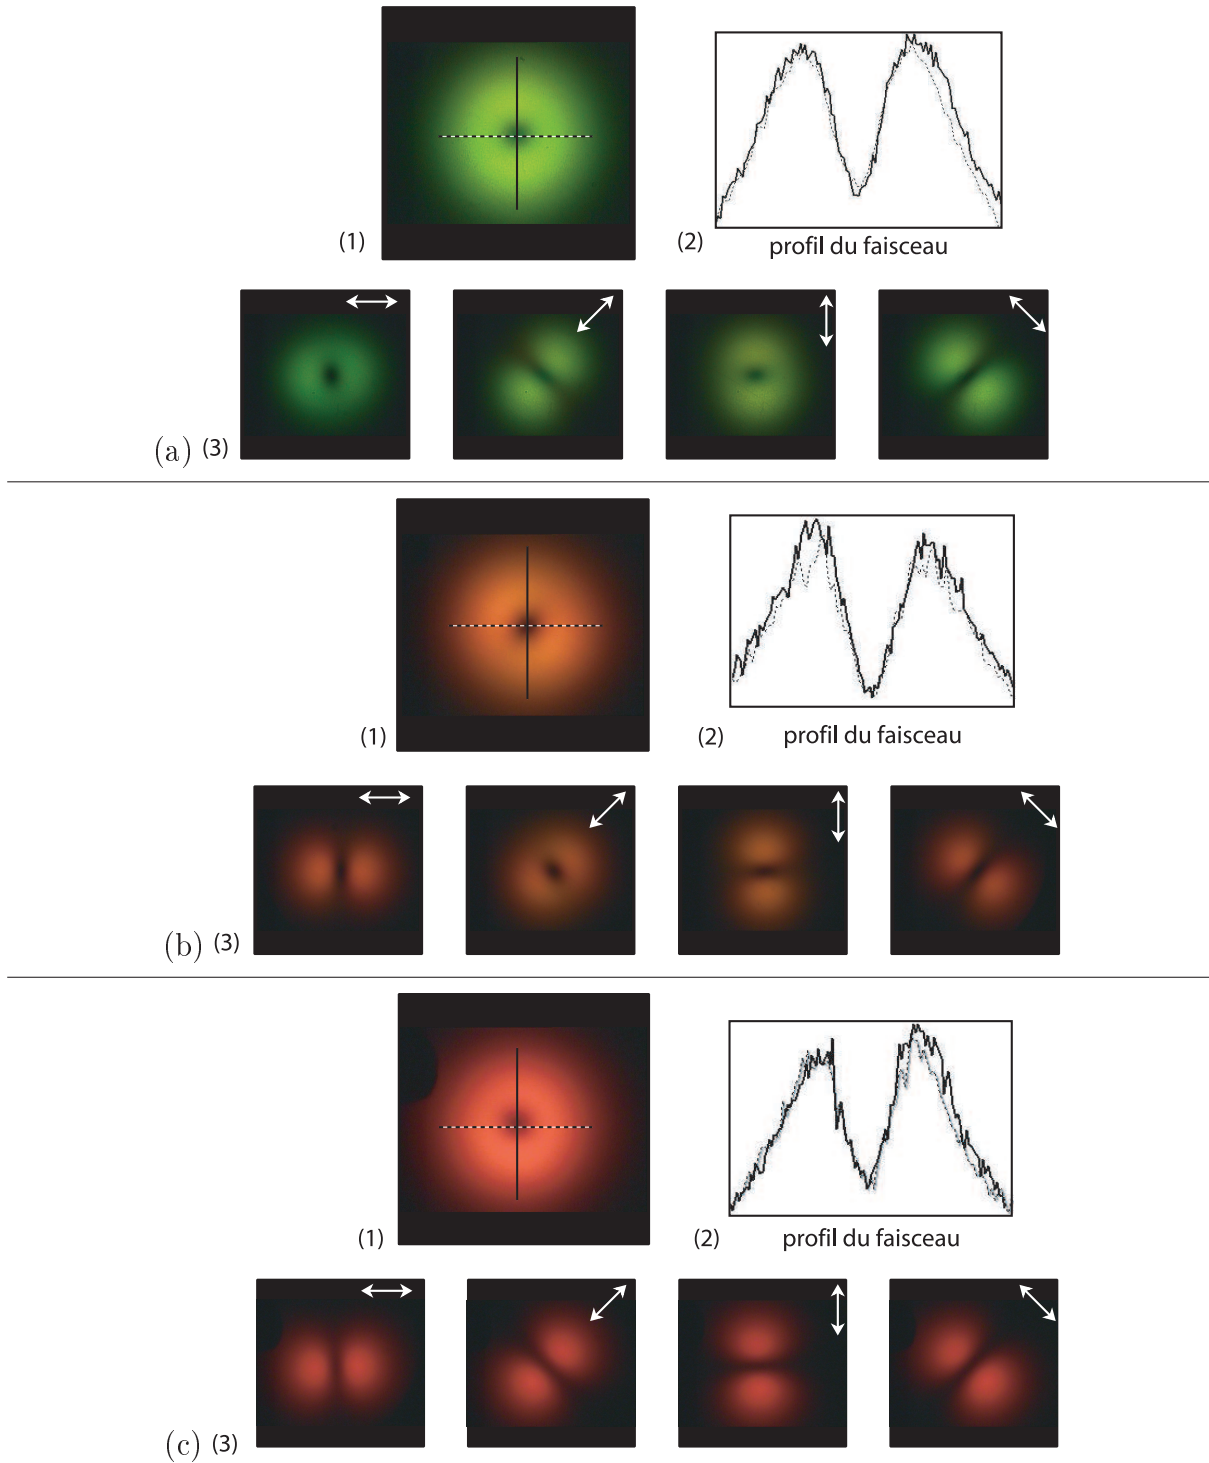 (1)
(2)
profil du faisceau
(a) (3)
(1)
(2)
profil du faisceau
(b) (3)
(1)
(2)
profil du faisceau
(c) (3)